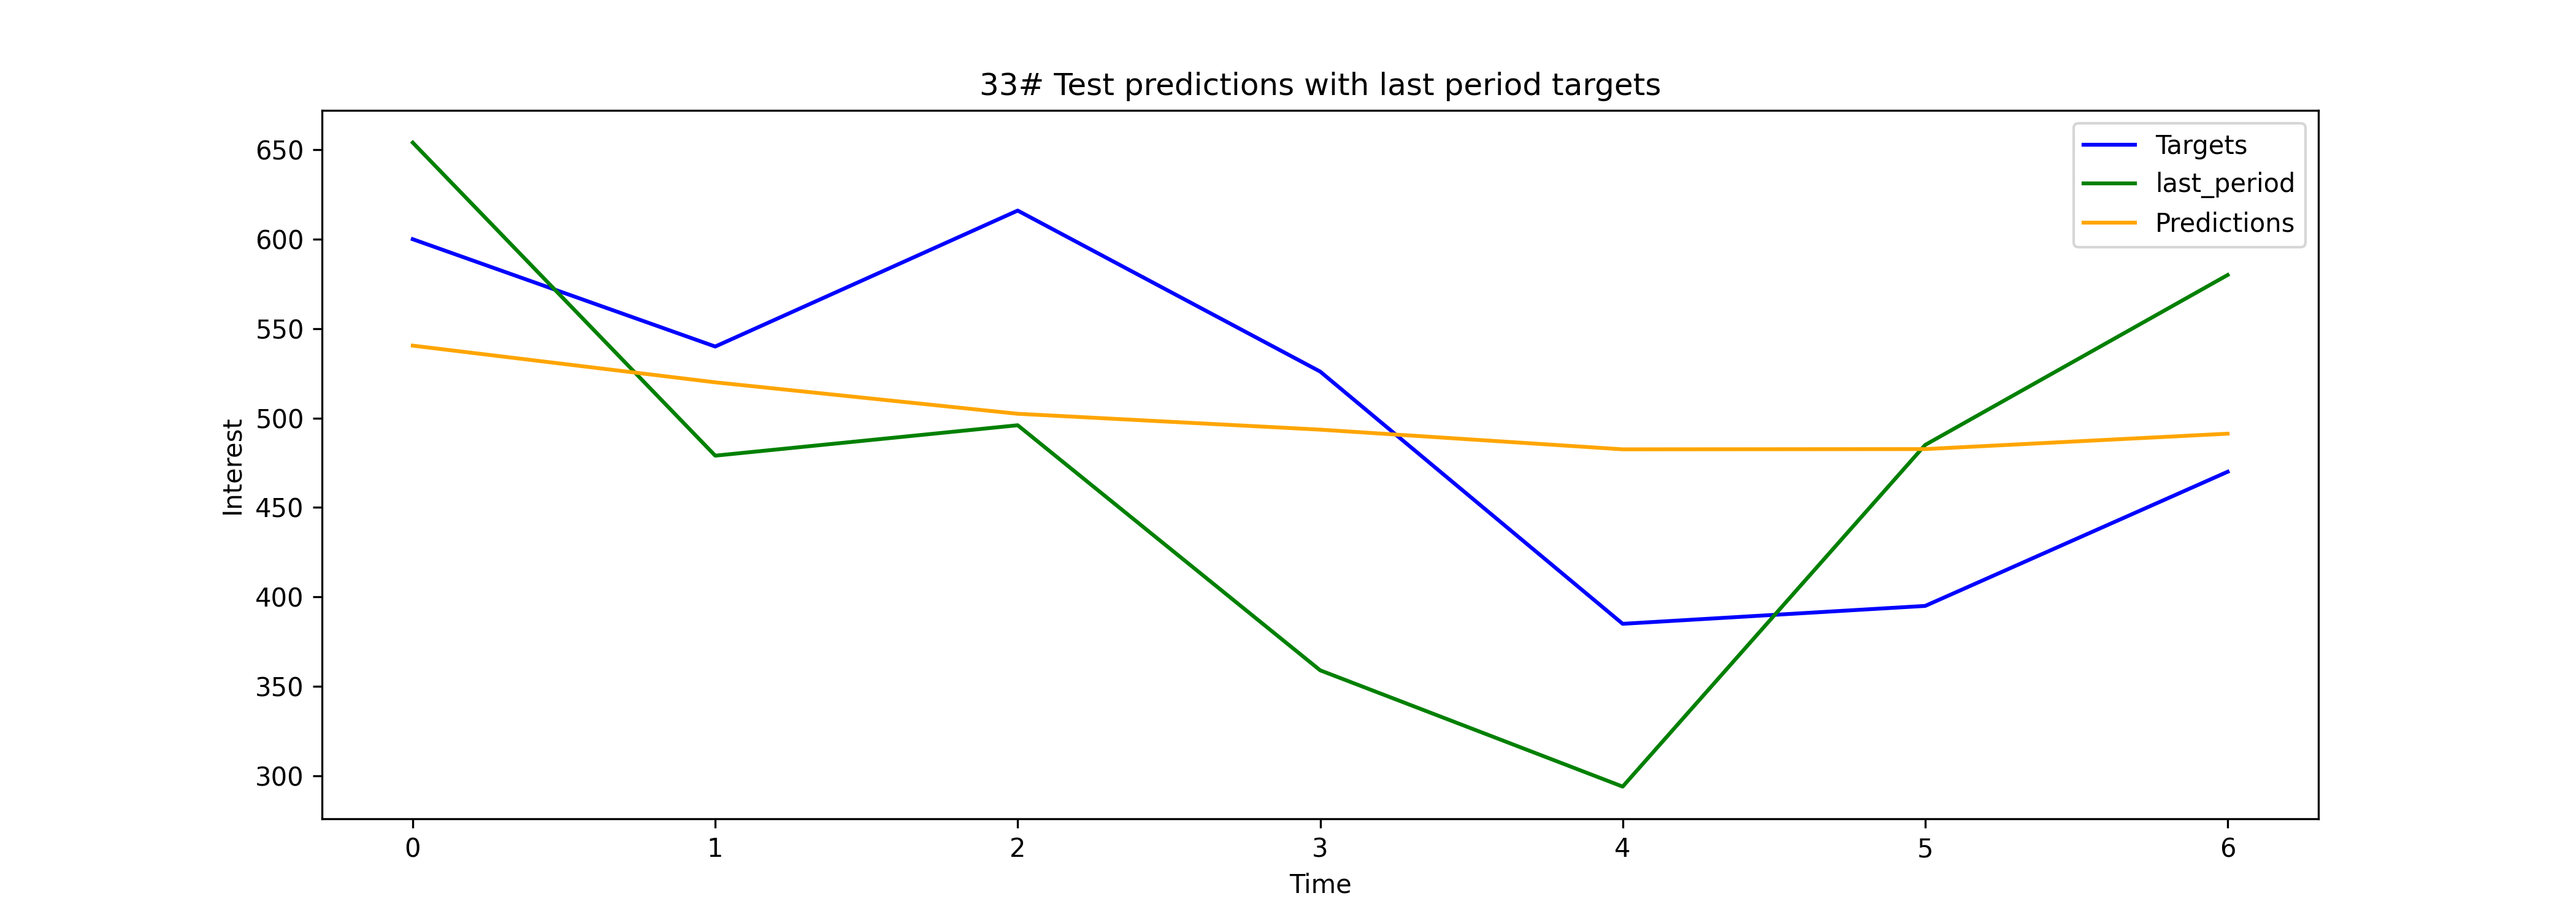 33# Test predictions with last period targets
Targets
last_period
Predictions
650
600
550
500
450
400
350
300
Interest
0 1 2 3 4 5 6
Time